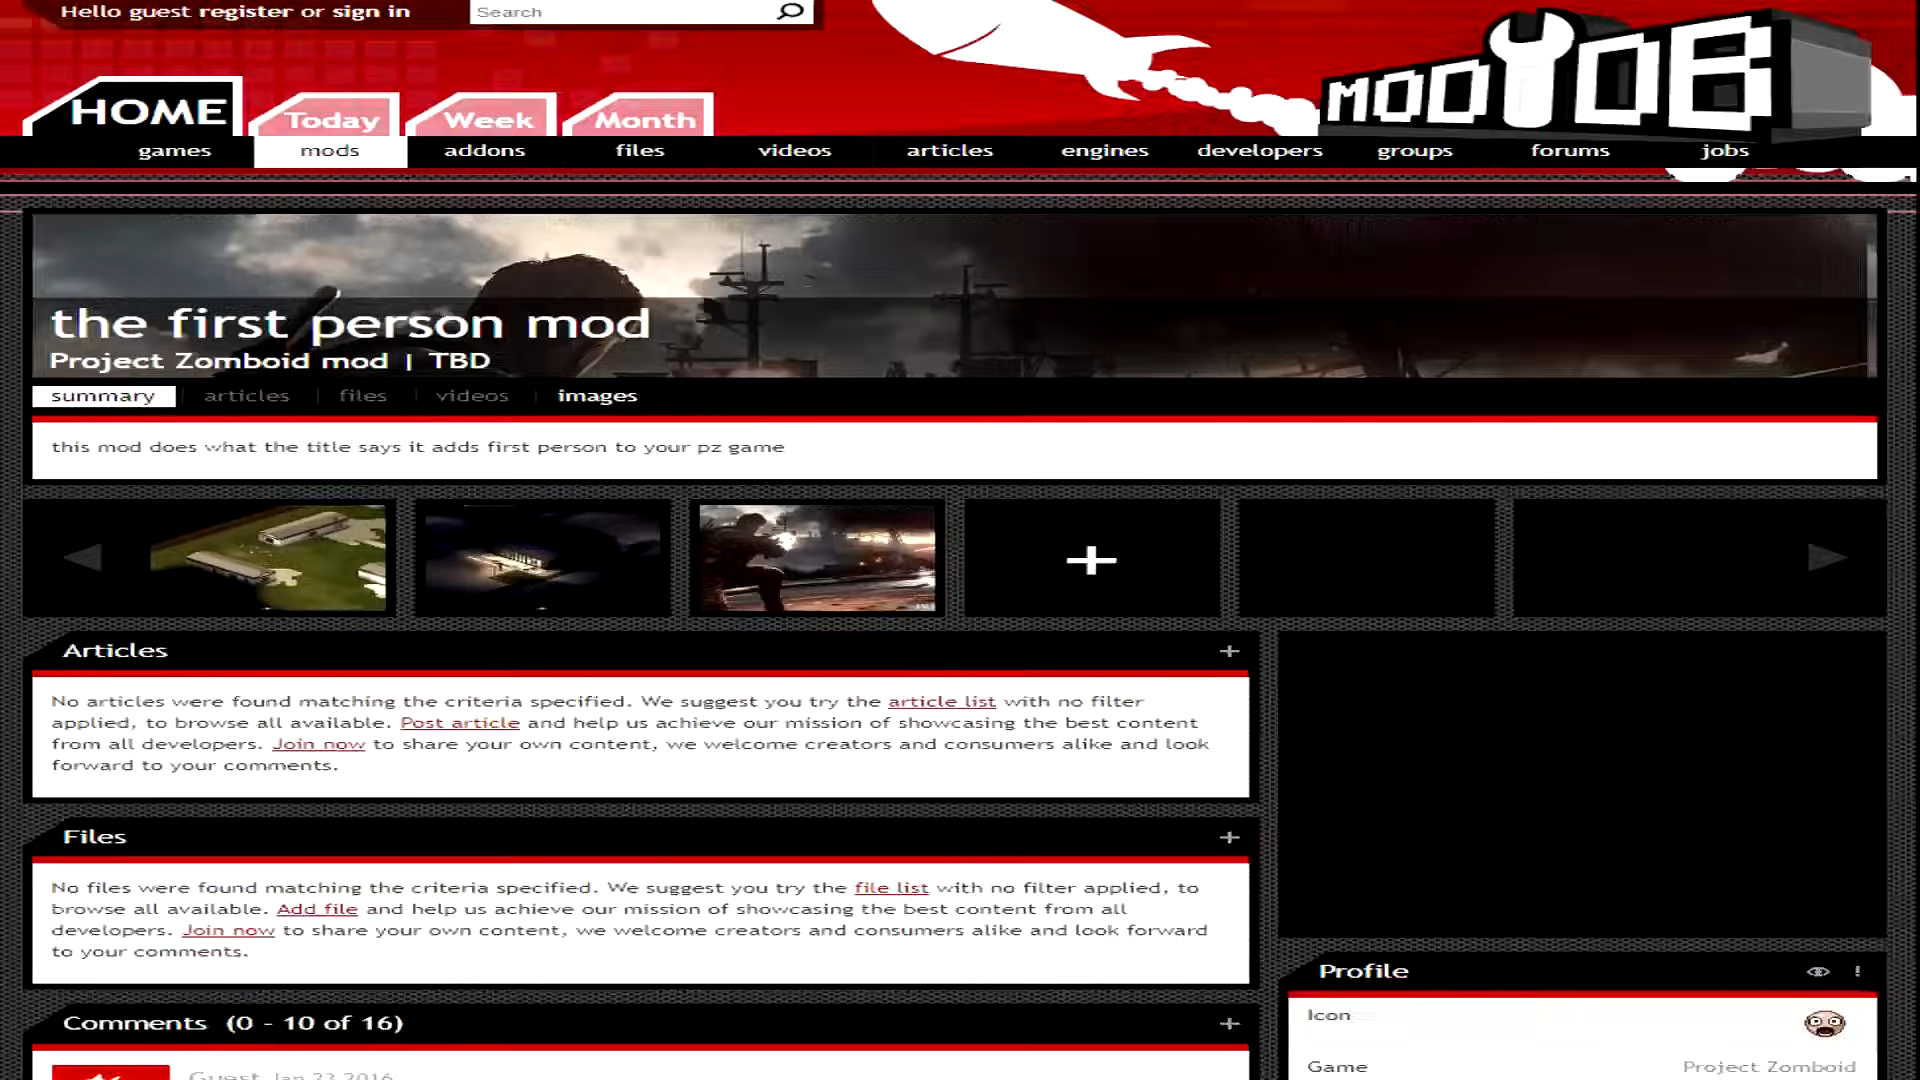 Hello guest register or sign in
Search
MODDB
HOME
Today
Week
Month
games
mods
addons
files
videos
articles
engines
developers
groups
forums
jobs
the first person mod
Project Zomboid mod | TBD
summary
articles
files
videos
images
this mod does what the title says it adds first person to your pz game
Articles
No articles were found matching the criteria specified. We suggest you try the article list with no filter
applied, to browse all available. Post article and help us achieve our mission of showcasing the best content
from all developers. Join now to share your own content, we welcome creators and consumers alike and look
forward to your comments.
Files
No files were found matching the criteria specified. We suggest you try the file list with no filter applied, to
browse all available. Add file and help us achieve our mission of showcasing the best content from all
developers. Join now to share your own content, we welcome creators and consumers alike and look forward
to your comments.
Profile
Icon
Game
Project Zomboid
Comments (0 - 10 of 16)
Guest Jan 23 2016